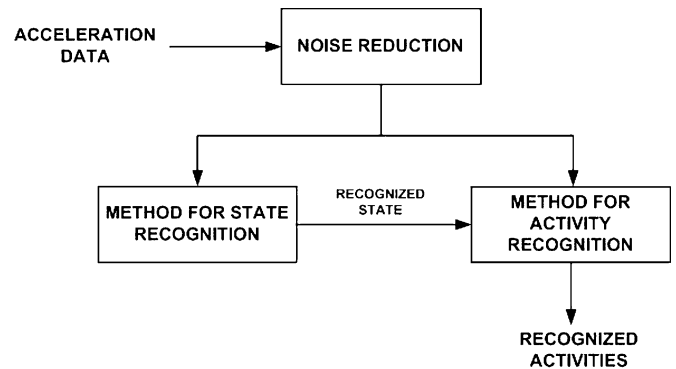 ACCELERATION
DATA
NOISE REDUCTION
METHOD FOR STATE
RECOGNITION
RECOGNIZED
STATE
METHOD FOR
ACTIVITY
RECOGNITION
RECOGNIZED
ACTIVITIES